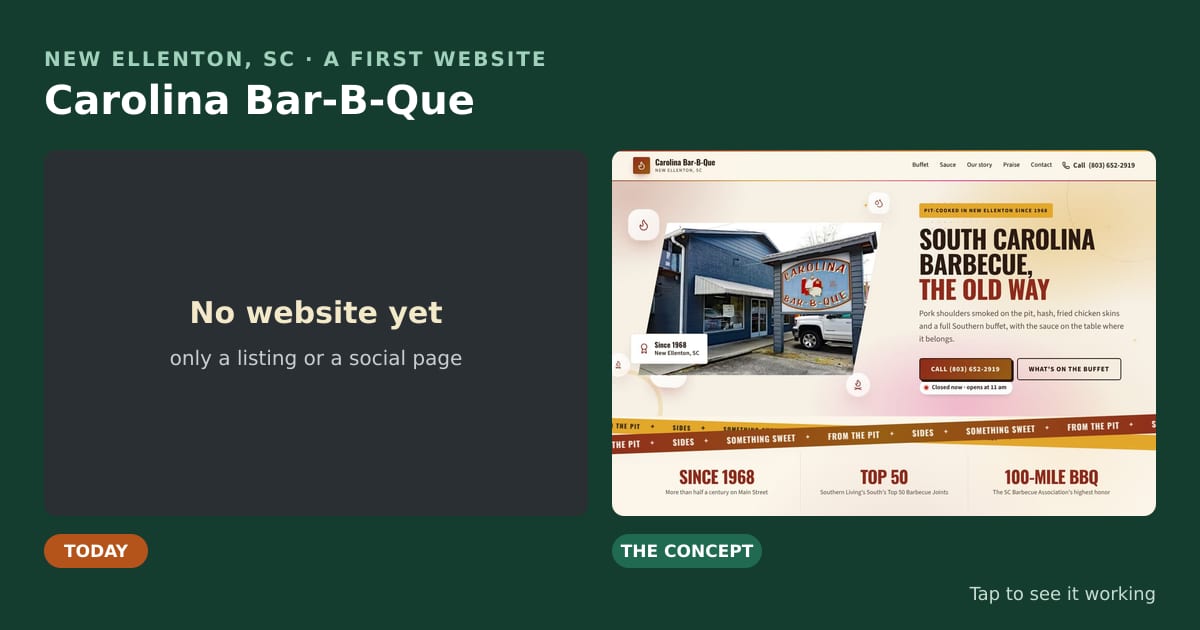 NEW ELLENTON, SC · A FIRST WEBSITE
Carolina Bar-B-Que
No website yet
only a listing or a social page
TODAY
Carolina Bar-B-Que
NEW ELLENTON, SC
Buffet Sauce Our story Praise Contact Call (803) 652-2919
CAROLINA
BAR-B-QUE
Since 1968
New Ellenton, SC
PIT-COOKED IN NEW ELLENTON SINCE 1968
SOUTH CAROLINA
BARBECUE,
THE OLD WAY
Pork shoulders smoked on the pit, hash, fried chicken skins
and a full Southern buffet, with the sauce on the table where
it belongs.
CALL (803) 652-2919
WHAT'S ON THE BUFFET
Closed now · opens at 11 am
THE PIT + SIDES + SOMETHING
THE PIT + SIDES + SOMETHING SWEET + FROM THE PIT + SIDES + SOMETHING SWEET + FROM THE PIT + S
SINCE 1968
More than half a century on Main Street
TOP 50
Southern Living's South's Top 50 Barbecue Joints
100-MILE BBQ
The SC Barbecue Association's highest honor
THE CONCEPT
Tap to see it working